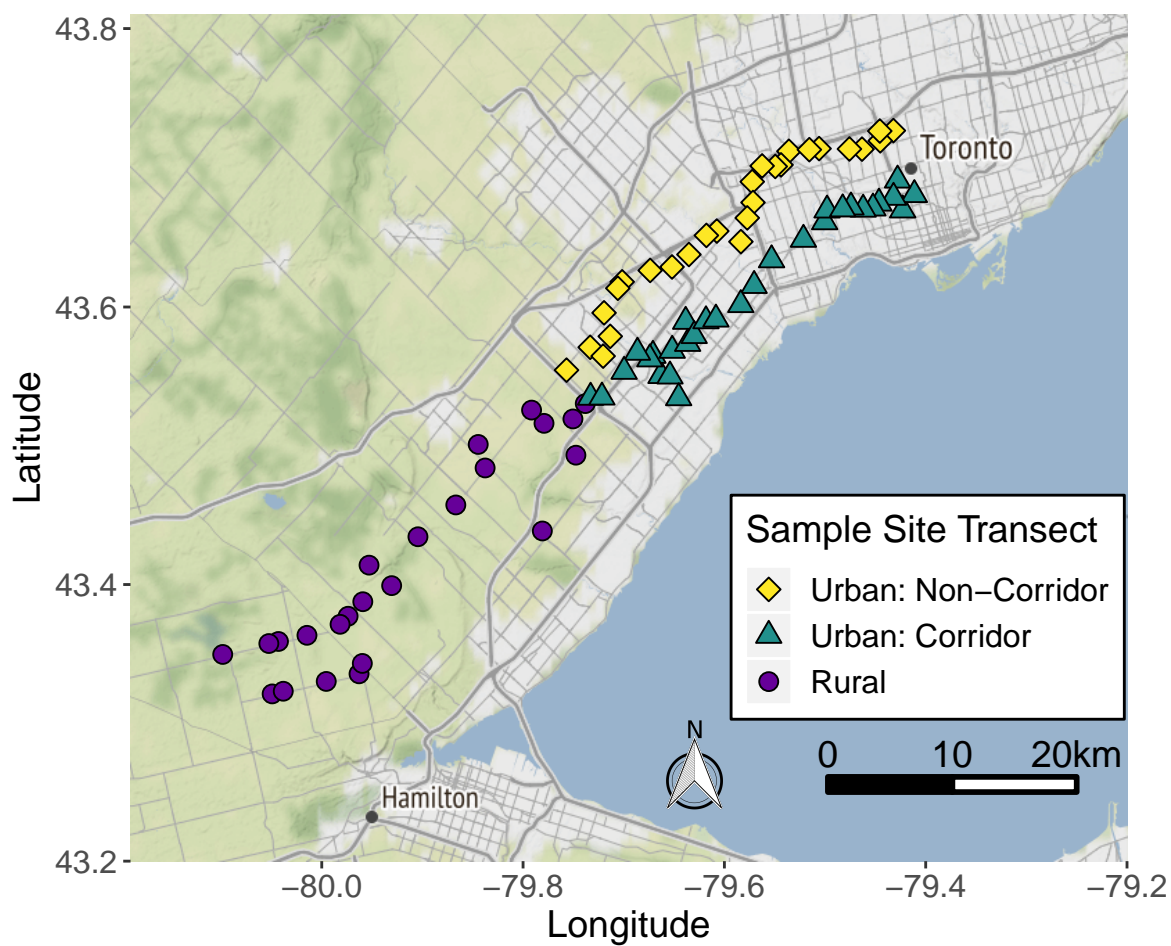 43.8
43.6
43.4
43.2
Latitude
Toronto
Hamilton
Sample Site Transect
Urban: Non−Corridor
Urban: Corridor
Rural
N
0 10 20km
−80.0 −79.8 −79.6 −79.4 −79.2
Longitude